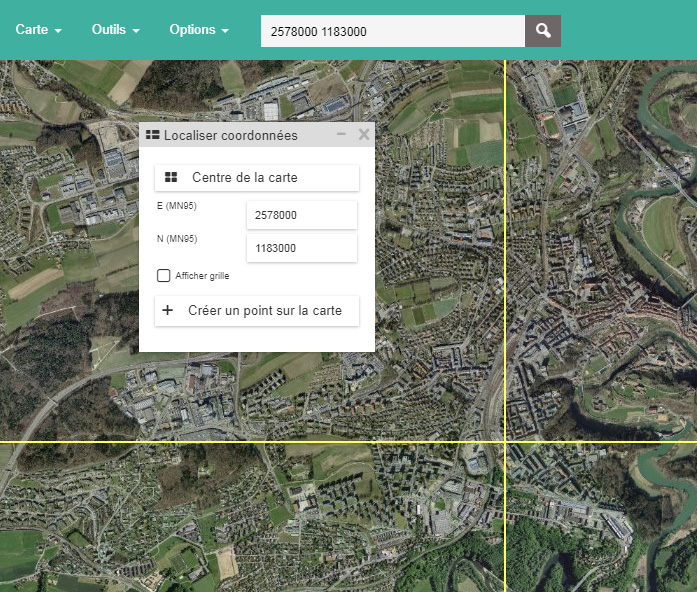 Carte Outils Options 2578000 1183000
Localiser coordonnées
Centre de la carte
E (MN95) 2578000
N (MN95) 1183000
Afficher grille
Créer un point sur la carte